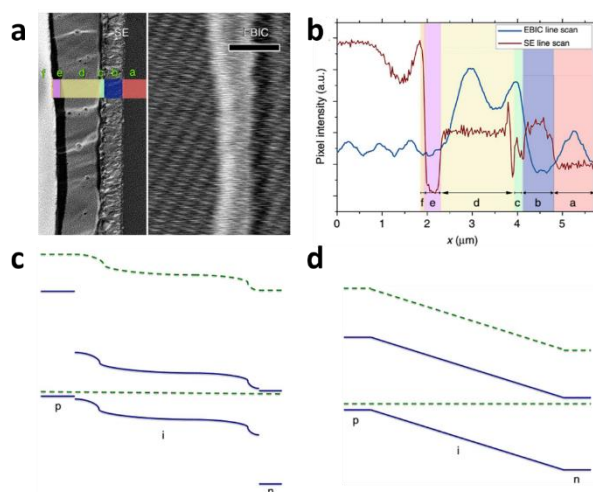 a
SE
EBIC
f e d c b a
b
EBIC line scan
SE line scan
Pixel intensity (a.u.)
f e d c b a
0 1 2 3 4 5
x (μm)
c
p
i
n
d
p
i
n